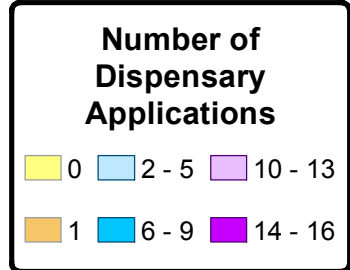 Number of
Dispensary
Applications
0 2 - 5 10 - 13
1 6 - 9 14 - 16